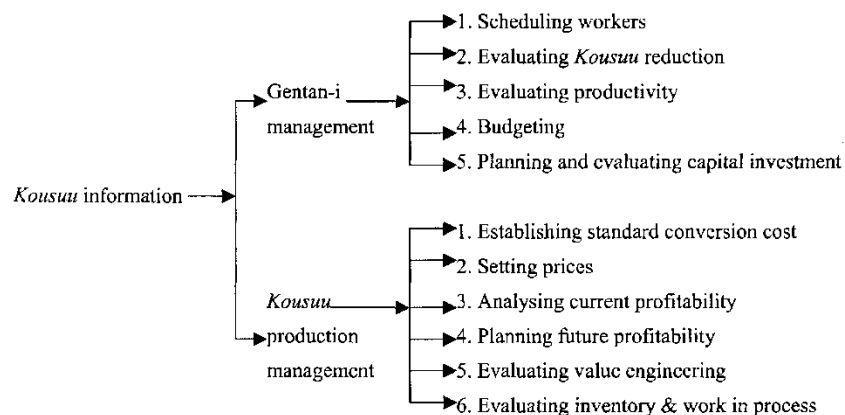 Kousuu information
Gentan-i
management
1. Scheduling workers
2. Evaluating Kousuu reduction
3. Evaluating productivity
4. Budgeting
5. Planning and evaluating capital investment
Kousuu
production
management
1. Establishing standard conversion cost
2. Setting prices
3. Analysing current profitability
4. Planning future profitability
5. Evaluating value engineering
6. Evaluating inventory & work in process